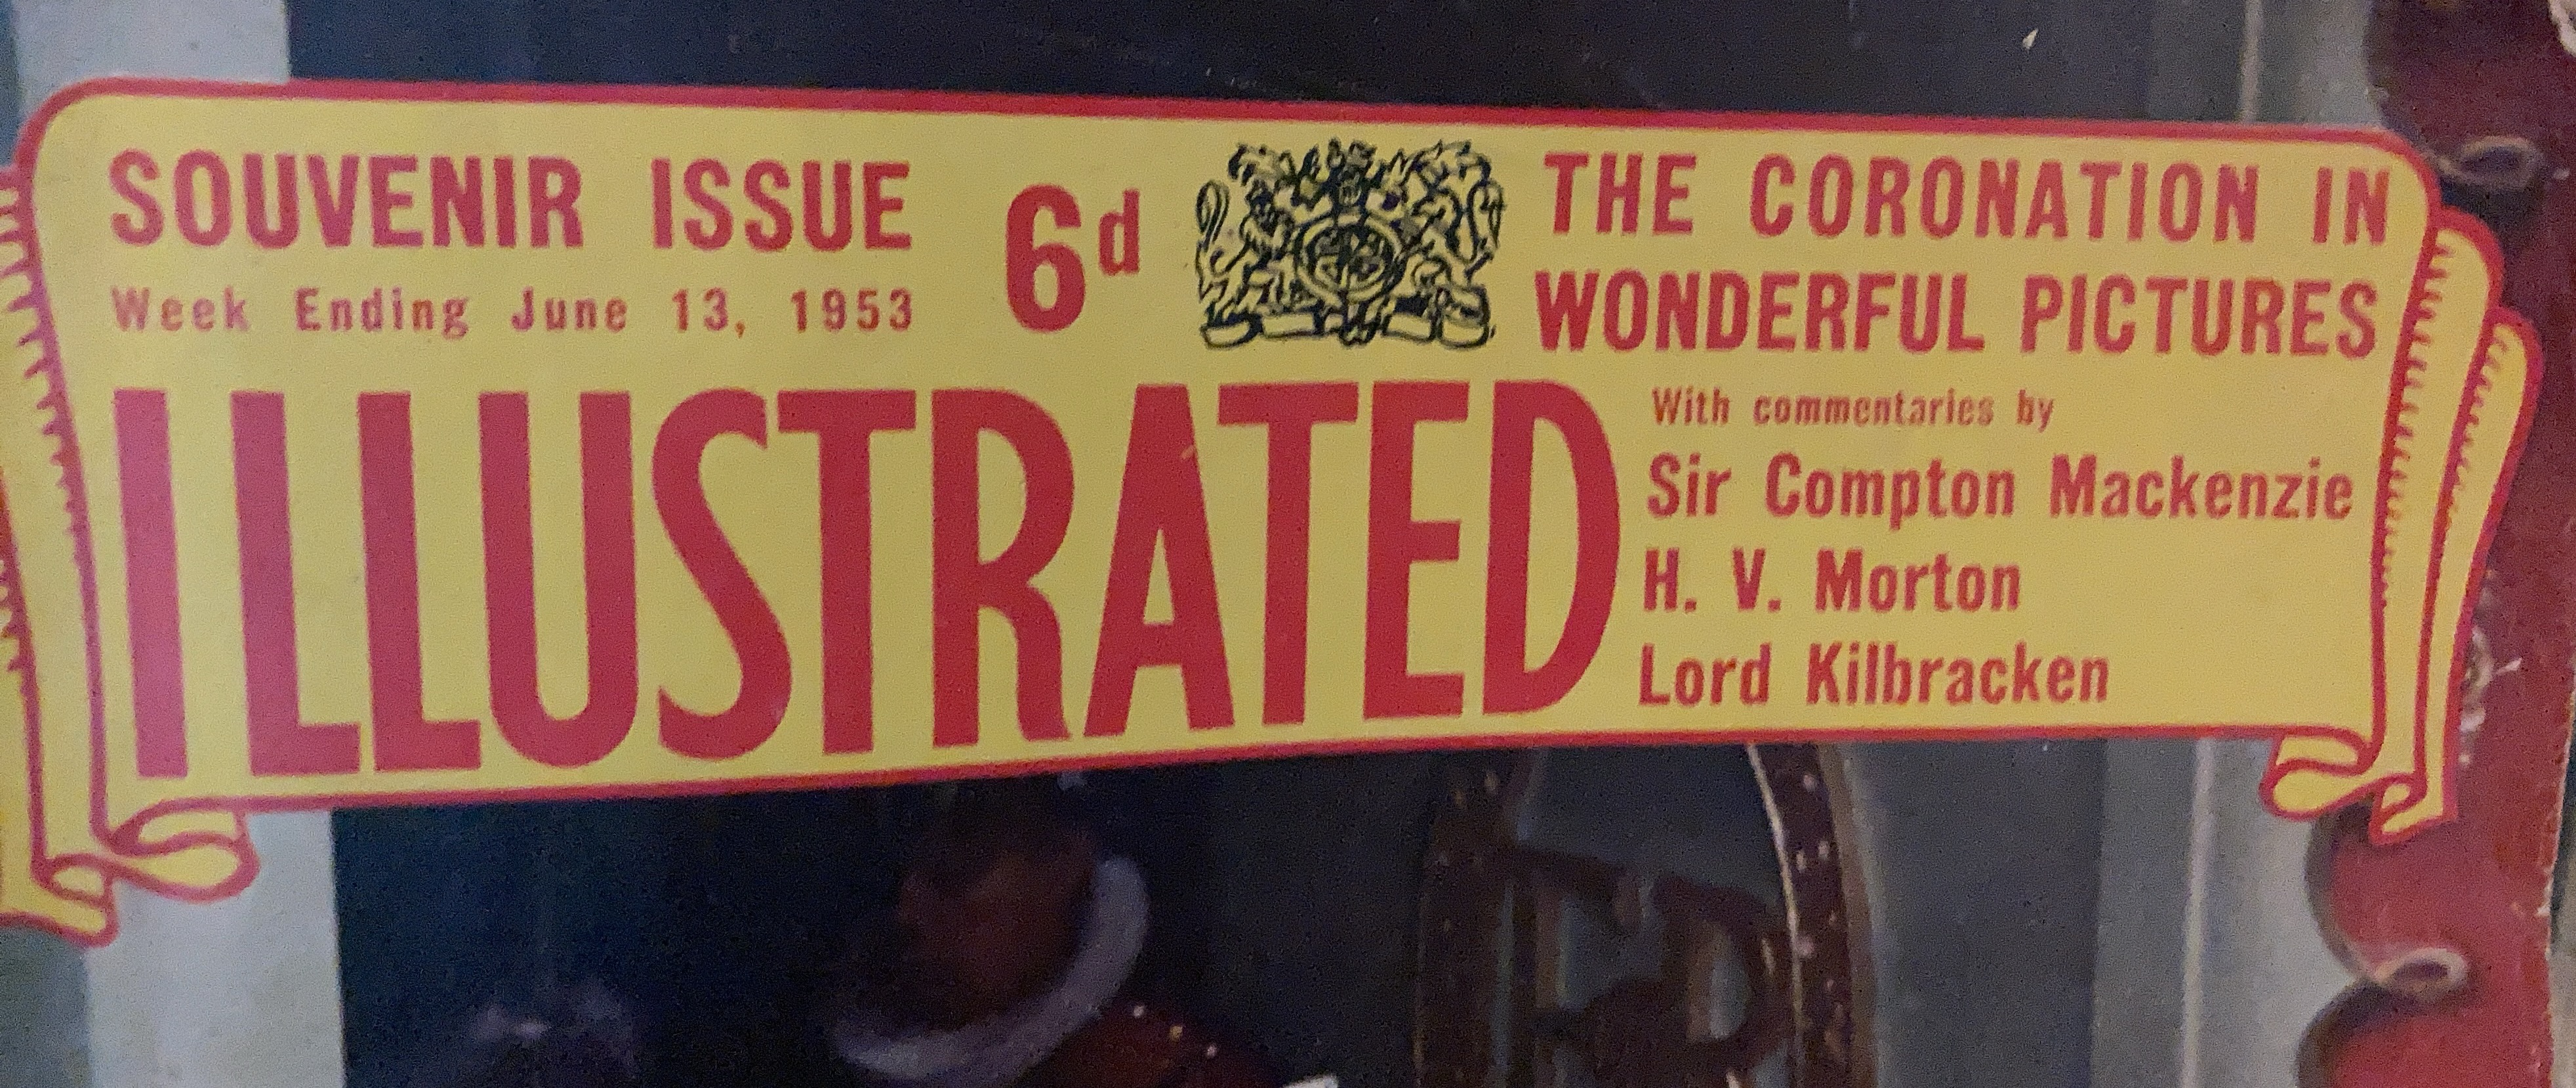 SOUVENIR ISSUE
Week Ending June 13, 1953
6d
THE CORONATION IN
WONDERFUL PICTURES
ILLUSTRATED
With commentaries by
Sir Compton Mackenzie
H. V. Morton
Lord Kilbracken